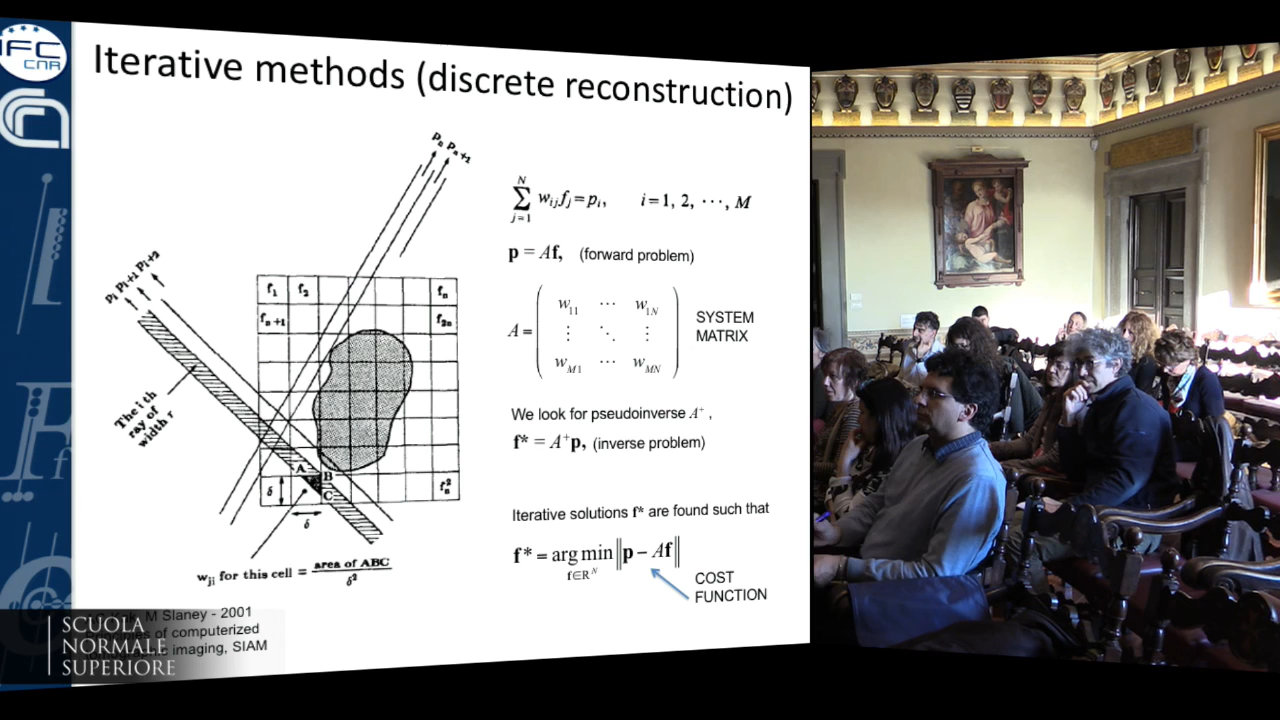 IFC
CNR
Iterative methods (discrete reconstruction)
p_n p_n+1
p_i p_i+1 p_i+2
f_1 f_2 f_n
f_n+1 f_2n
The i th
ray of
width τ
A B
C
δ
δ
f_n^2
w_ji for this cell = area of ABC / δ^2
M Slaney - 2001
of computerized
imaging, SIAM
SCUOLA
NORMALE
SUPERIORE
∑_{j=1}^{N} w_ij f_j = p_i, i = 1, 2, ···, M
p = Af, (forward problem)
A = ( w_11 ··· w_1N
⋮ ⋱ ⋮
w_M1 ··· w_MN )
SYSTEM
MATRIX
We look for pseudoinverse A⁺ ,
f* = A⁺p, (inverse problem)
Iterative solutions f* are found such that
f* = arg min ‖p − Af‖
f∈R^N
COST
FUNCTION